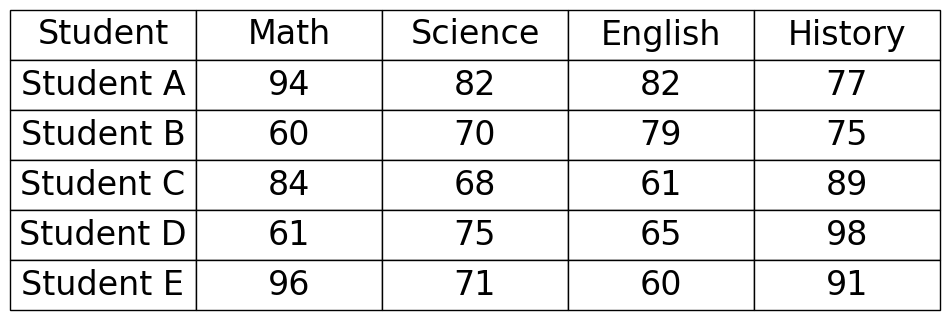 Student Math Science English History
Student A 94 82 82 77
Student B 60 70 79 75
Student C 84 68 61 89
Student D 61 75 65 98
Student E 96 71 60 91